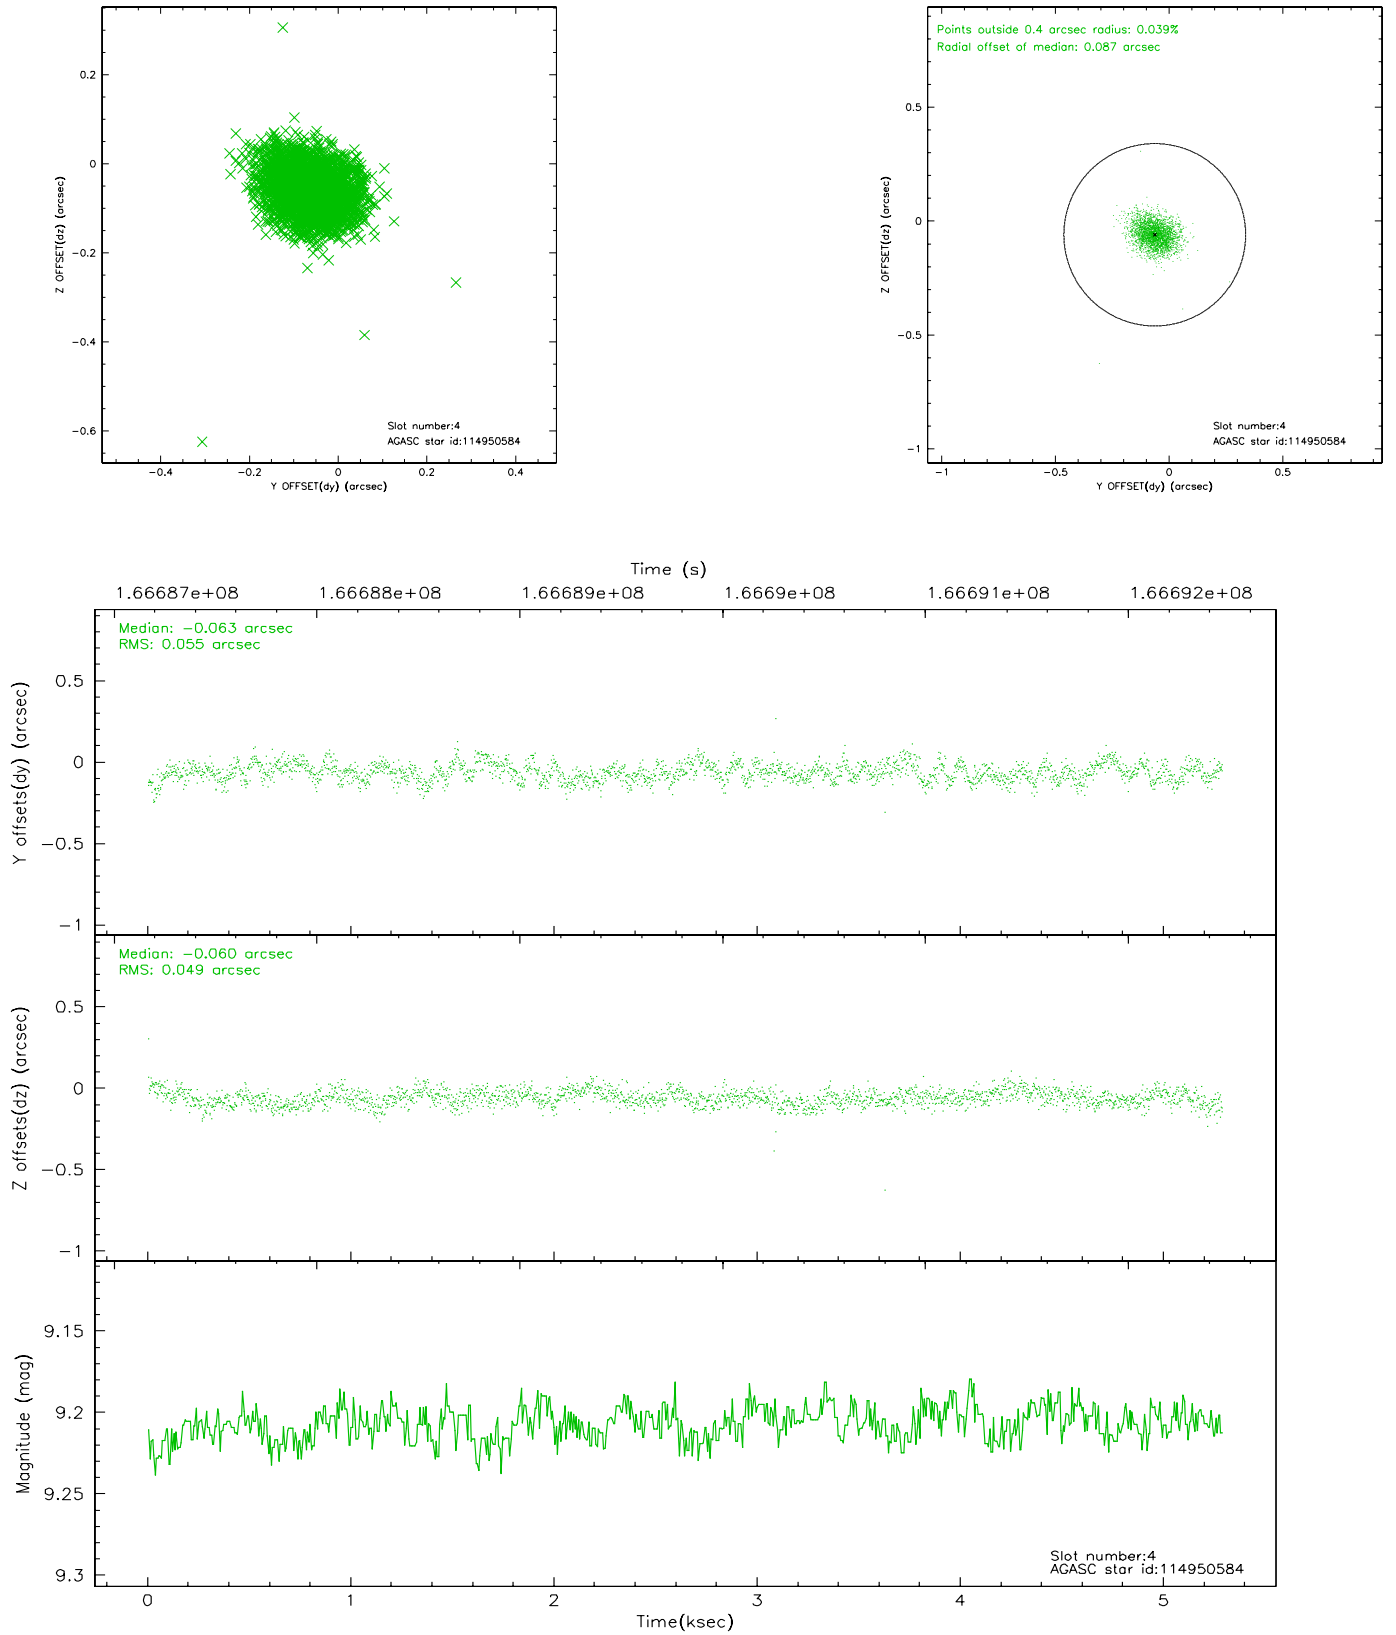 0.2
0
−0.2
−0.4
−0.6
Z OFFSET(dz) (arcsec)
Slot number:4
AGASC star id:114950584
−0.4 −0.2 0 0.2 0.4
Y OFFSET(dy) (arcsec)
Points outside 0.4 arcsec radius: 0.039%
Radial offset of median: 0.087 arcsec
0.5
0
−0.5
−1
Z OFFSET(dz) (arcsec)
Slot number:4
AGASC star id:114950584
−1 −0.5 0 0.5
Y OFFSET(dy) (arcsec)
Time (s)
1.66687e+08 1.66688e+08 1.66689e+08 1.6669e+08 1.66691e+08 1.66692e+08
Median: −0.063 arcsec
RMS: 0.055 arcsec
0.5
0
−0.5
−1
Y offsets(dy) (arcsec)
Median: −0.060 arcsec
RMS: 0.049 arcsec
0.5
0
−0.5
−1
Z offsets(dz) (arcsec)
9.15
9.2
9.25
9.3
Magnitude (mag)
Slot number:4
AGASC star id:114950584
0 1 2 3 4 5
Time(ksec)